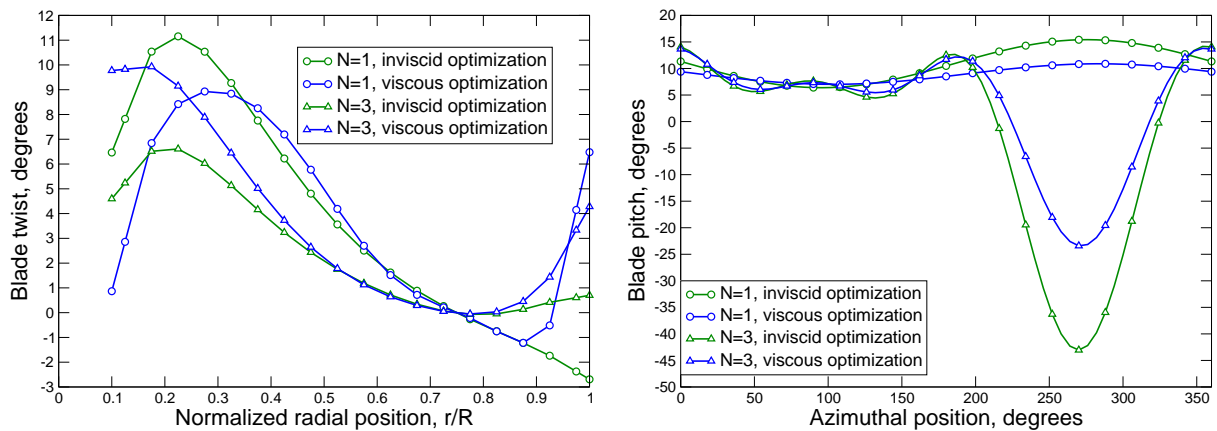 12
11
10
9
8
7
6
5
4
3
2
1
0
-1
-2
-3
Blade twist, degrees
N=1, inviscid optimization
N=1, viscous optimization
N=3, inviscid optimization
N=3, viscous optimization
0 0.1 0.2 0.3 0.4 0.5 0.6 0.7 0.8 0.9 1
Normalized radial position, r/R
20
15
10
5
0
-5
-10
-15
-20
-25
-30
-35
-40
-45
-50
Blade pitch, degrees
N=1, inviscid optimization
N=1, viscous optimization
N=3, inviscid optimization
N=3, viscous optimization
0 50 100 150 200 250 300 350
Azimuthal position, degrees